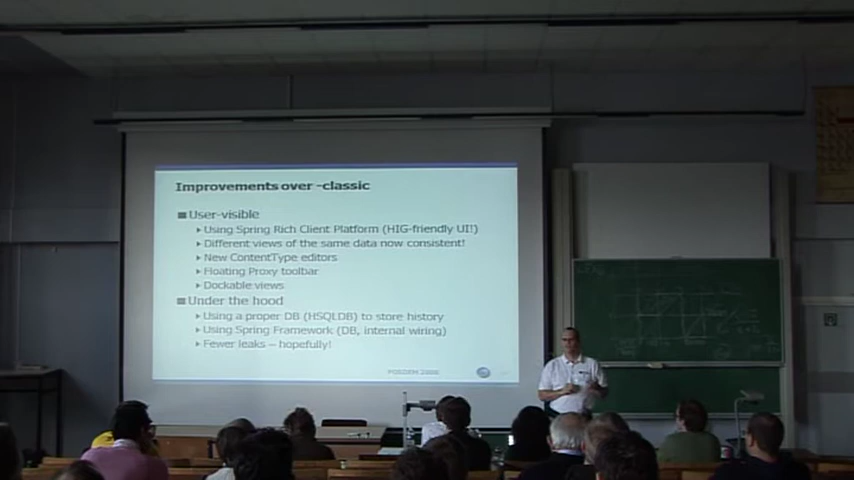 Improvements over -classic
User-visible
Using Spring Rich Client Platform (HIG-friendly UI!)
Different views of the same data now consistent!
New ContentType editors
Floating Proxy toolbar
Dockable views
Under the hood
Using a proper DB (HSQLDB) to store history
Using Spring Framework (DB, internal wiring)
Fewer leaks – hopefully!